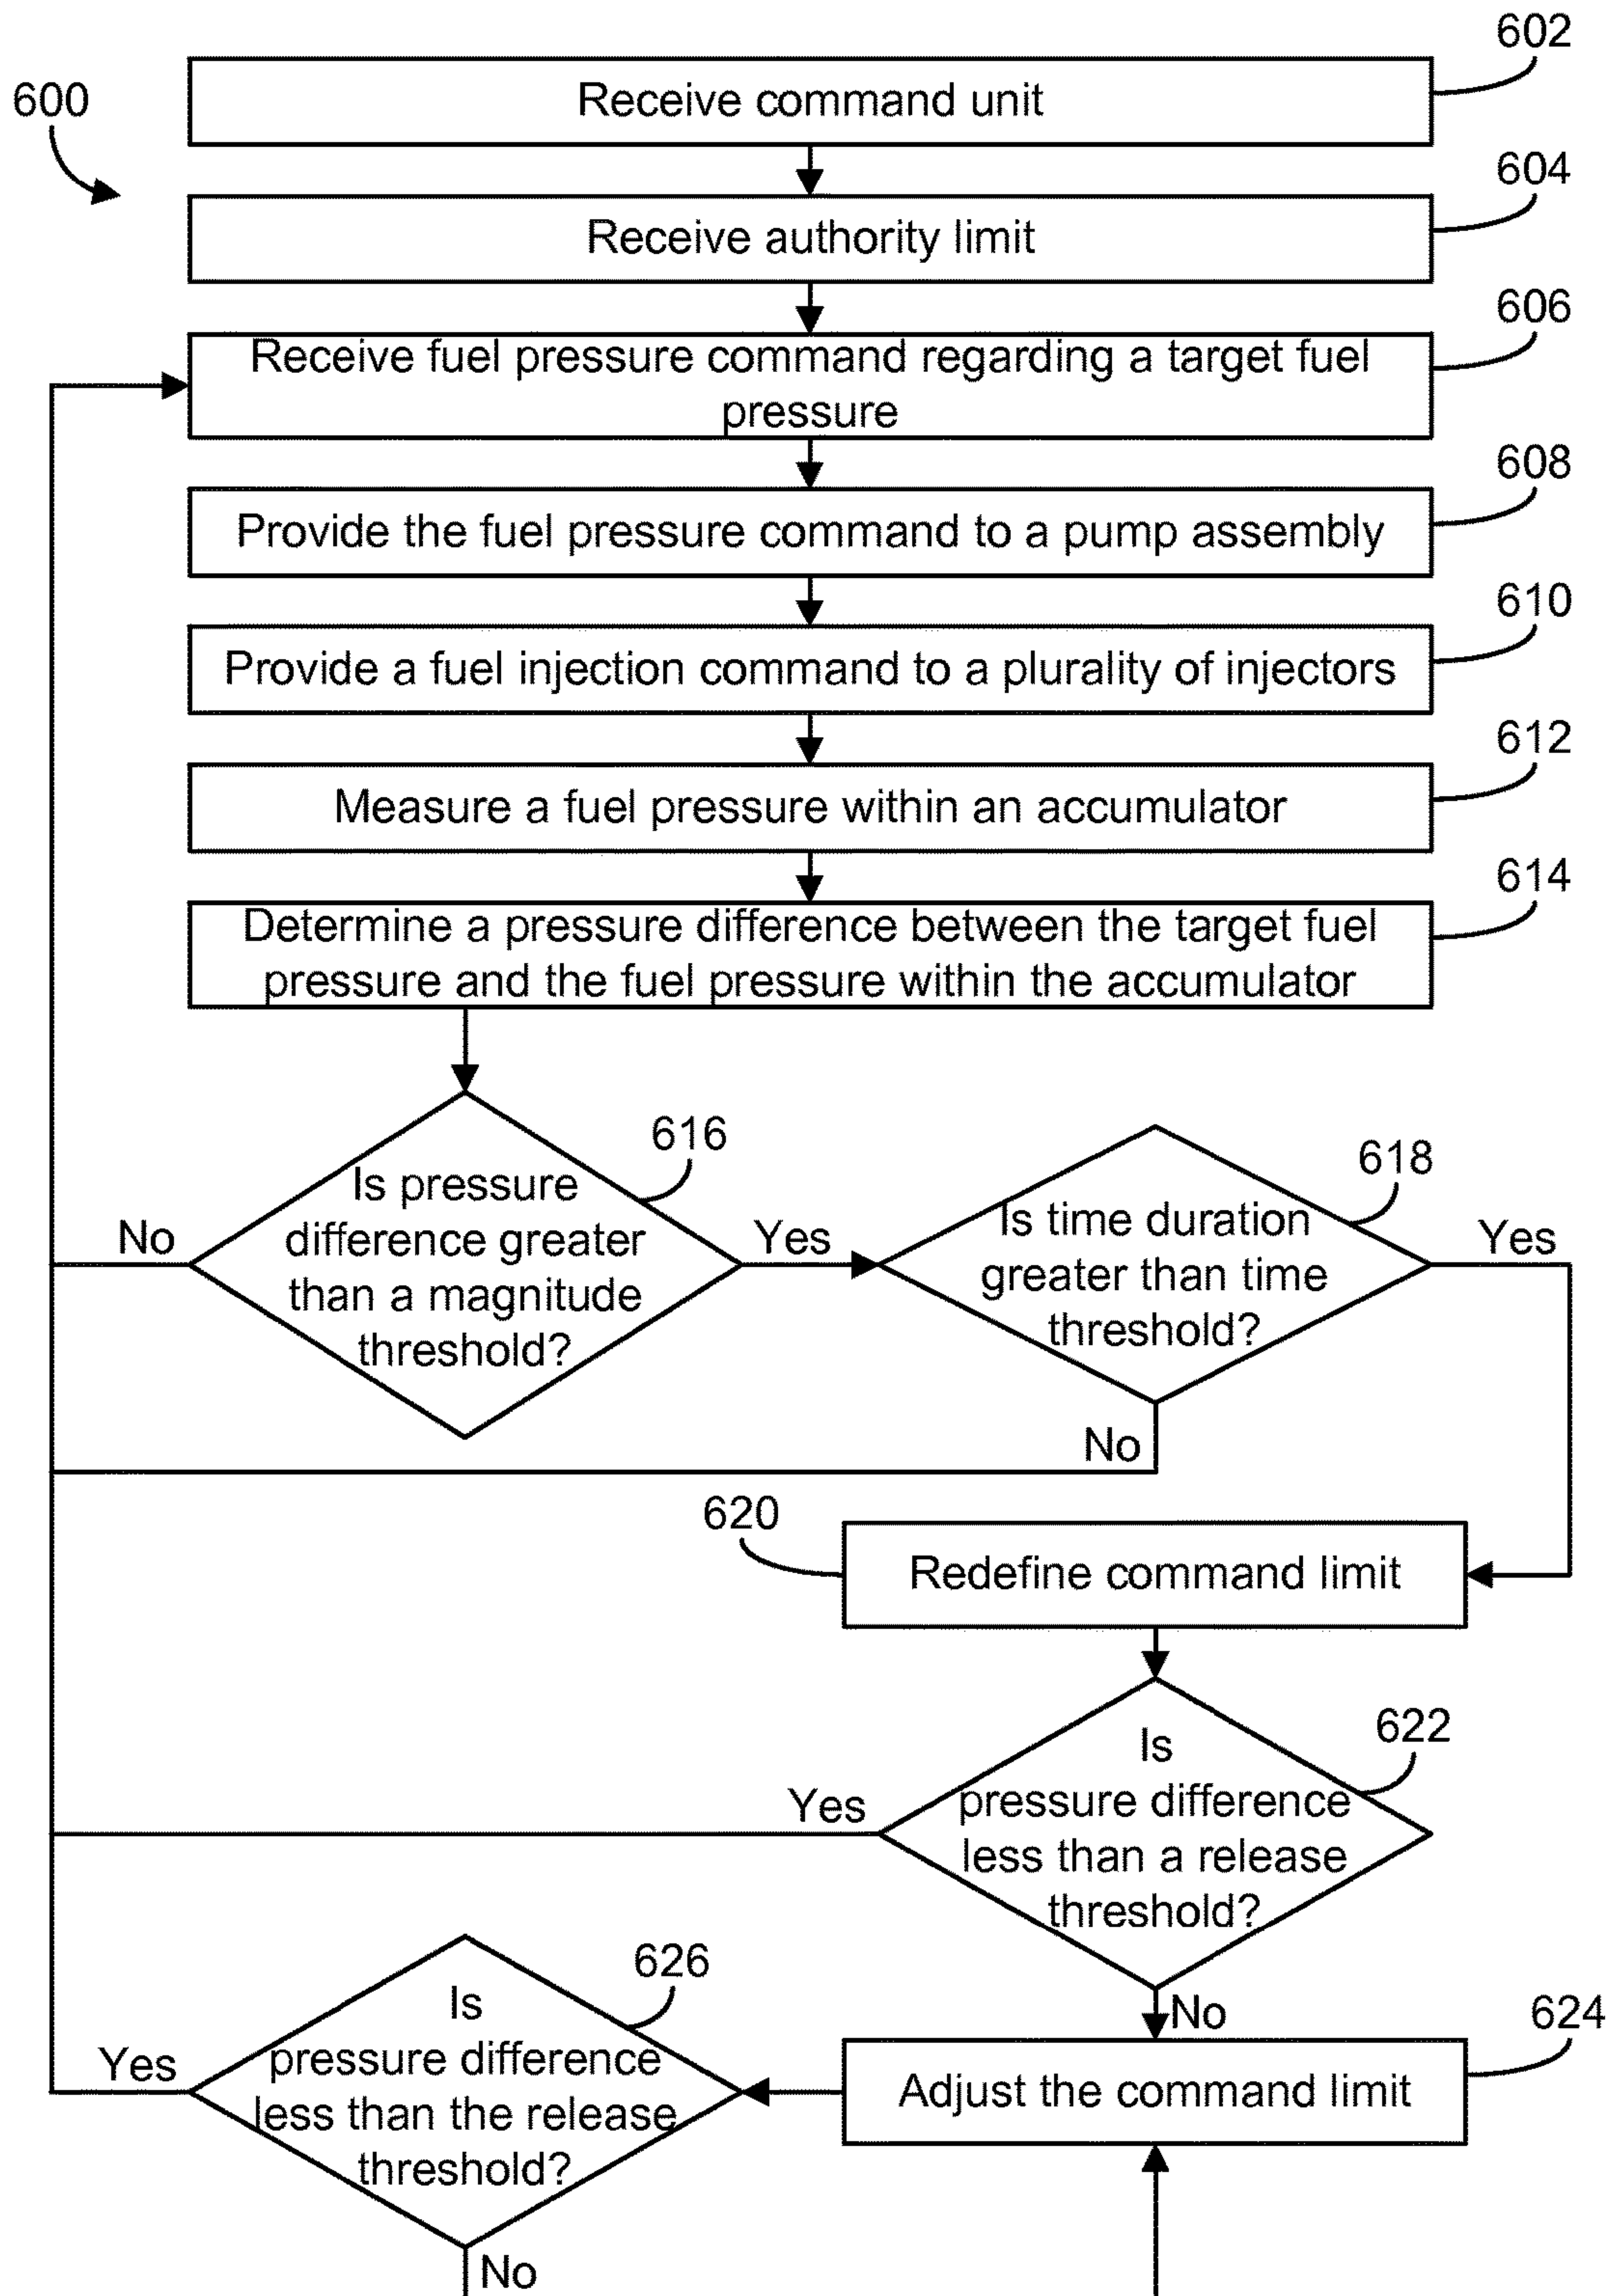 602
Receive command unit
600
604
Receive authority limit
606
Receive fuel pressure command regarding a target fuel
pressure
608
Provide the fuel pressure command to a pump assembly
610
Provide a fuel injection command to a plurality of injectors
612
Measure a fuel pressure within an accumulator
614
Determine a pressure difference between the target fuel
pressure and the fuel pressure within the accumulator
616
Is pressure
difference greater
than a magnitude
threshold?
No
Yes
618
Is time duration
greater than time
threshold?
Yes
No
620
Redefine command limit
622
Is
pressure difference
less than a release
threshold?
Yes
No
624
Adjust the command limit
626
Is
pressure difference
less than the release
threshold?
Yes
No